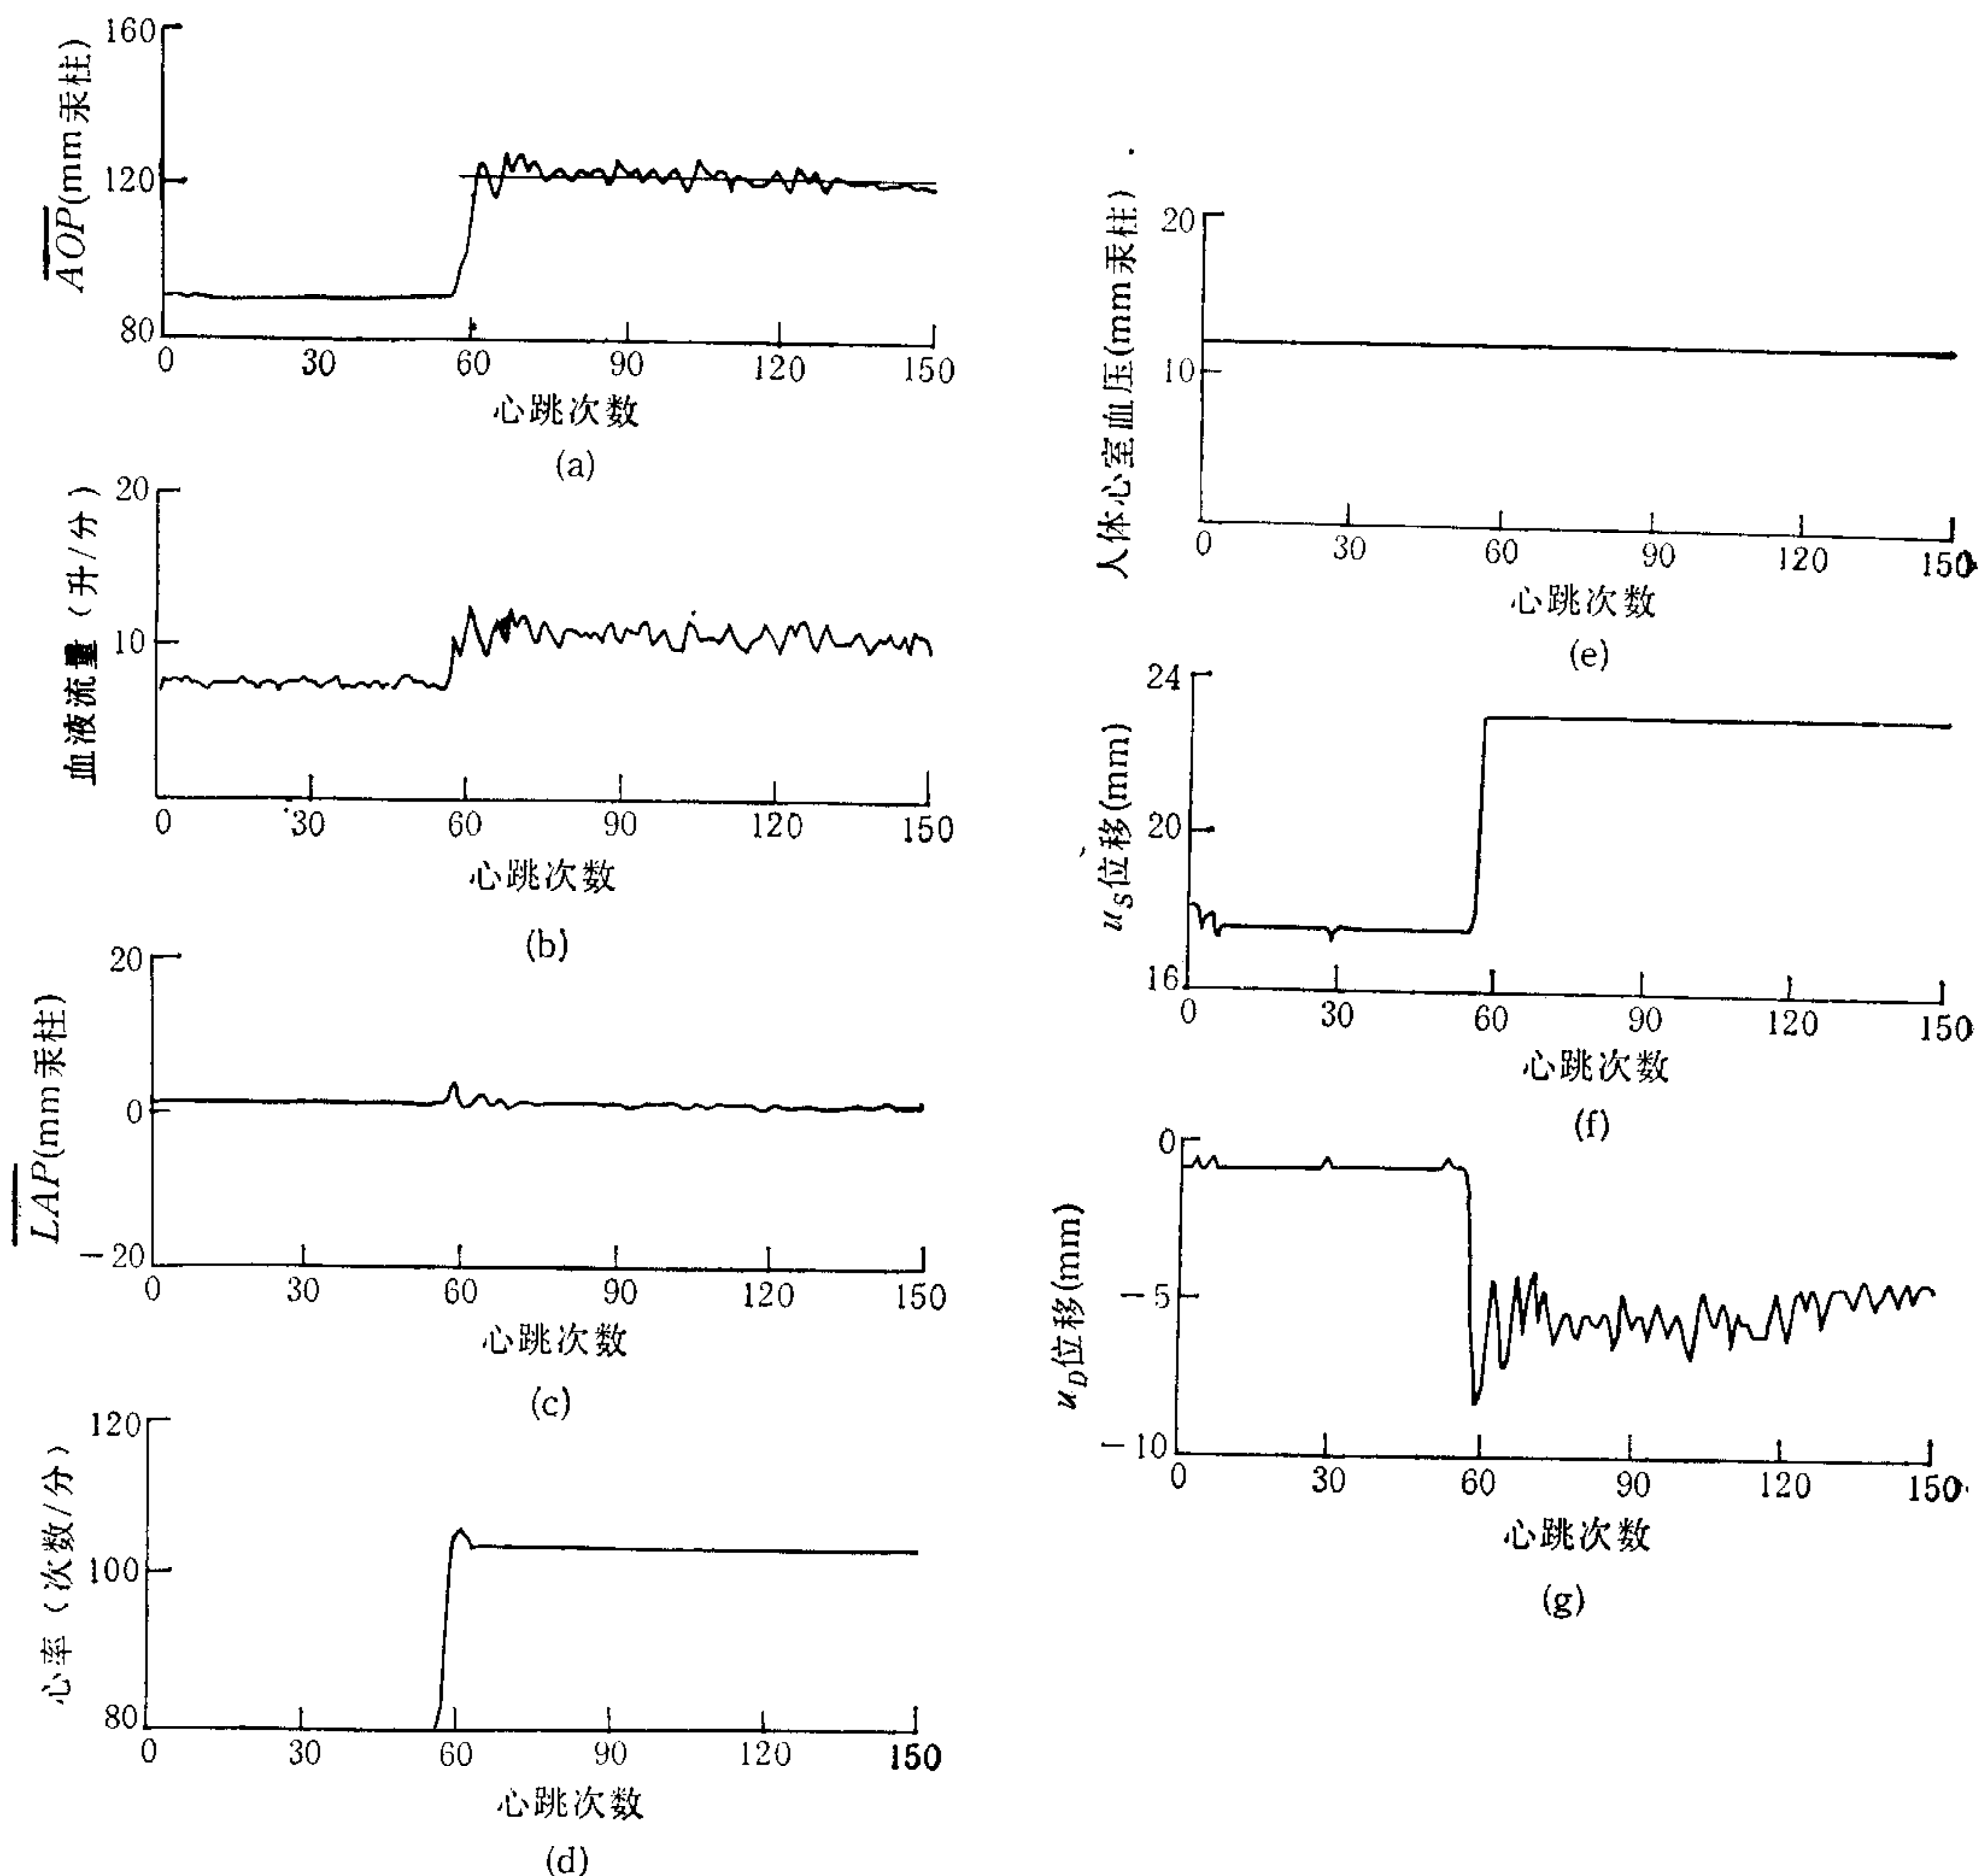 160
120
80
AOP(mm汞柱)
0 30 60 90 120 150
心跳次数
(a)
20
10
血液流量（升/分）
0 30 60 90 120 150
心跳次数
(b)
20
0
-20
LAP(mm汞柱)
0 30 60 90 120 150
心跳次数
(c)
120
100
80
心率（次数/分）
0 30 60 90 120 150
心跳次数
(d)
20
10
人体心室血压(mm汞柱)
0 30 60 90 120 150
心跳次数
(e)
24
20
16
uS位移(mm)
0 30 60 90 120 150
心跳次数
(f)
0
-5
-10
uD位移(mm)
0 30 60 90 120 150
心跳次数
(g)